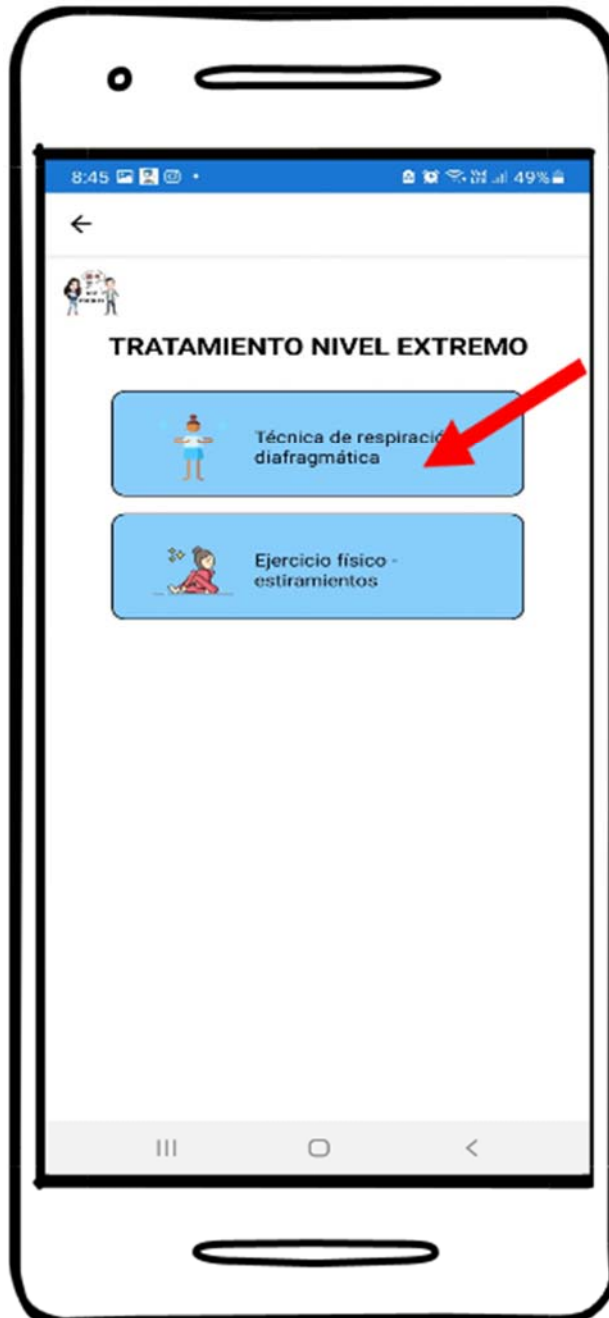 8:45
49%
TRATAMIENTO NIVEL EXTREMO
Técnica de respiració
diafragmática
Ejercicio físico -
estiramientos